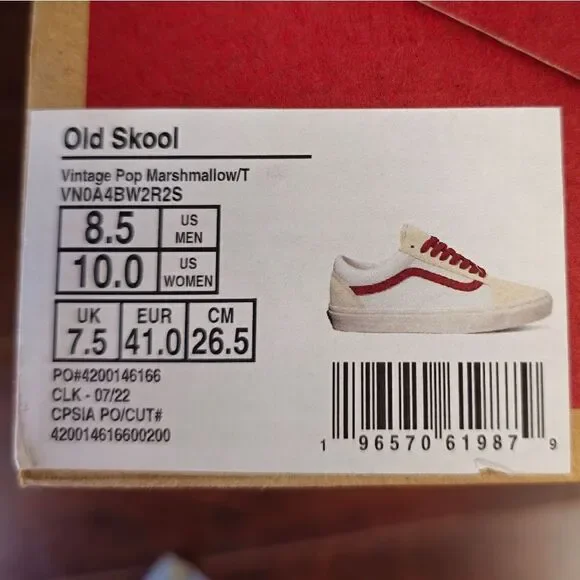 Old Skool
Vintage Pop Marshmallow/T
VN0A4BW2R2S
8.5 US MEN
10.0 US WOMEN
UK EUR CM
7.5 41.0 26.5
PO#4200146166
CLK - 07/22
CPSIA PO/CUT#
420014616600200
1 96570 61987 9